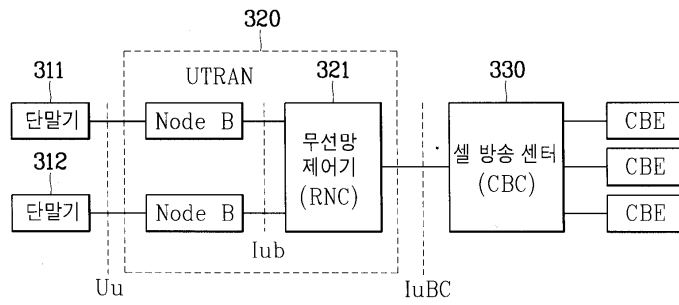 320
311
UTRAN
321
330
단말기
Node B
무선망
제어기
(RNC)
셀 방송 센터
(CBC)
CBE
CBE
CBE
312
단말기
Node B
Iub
Uu
IuBC